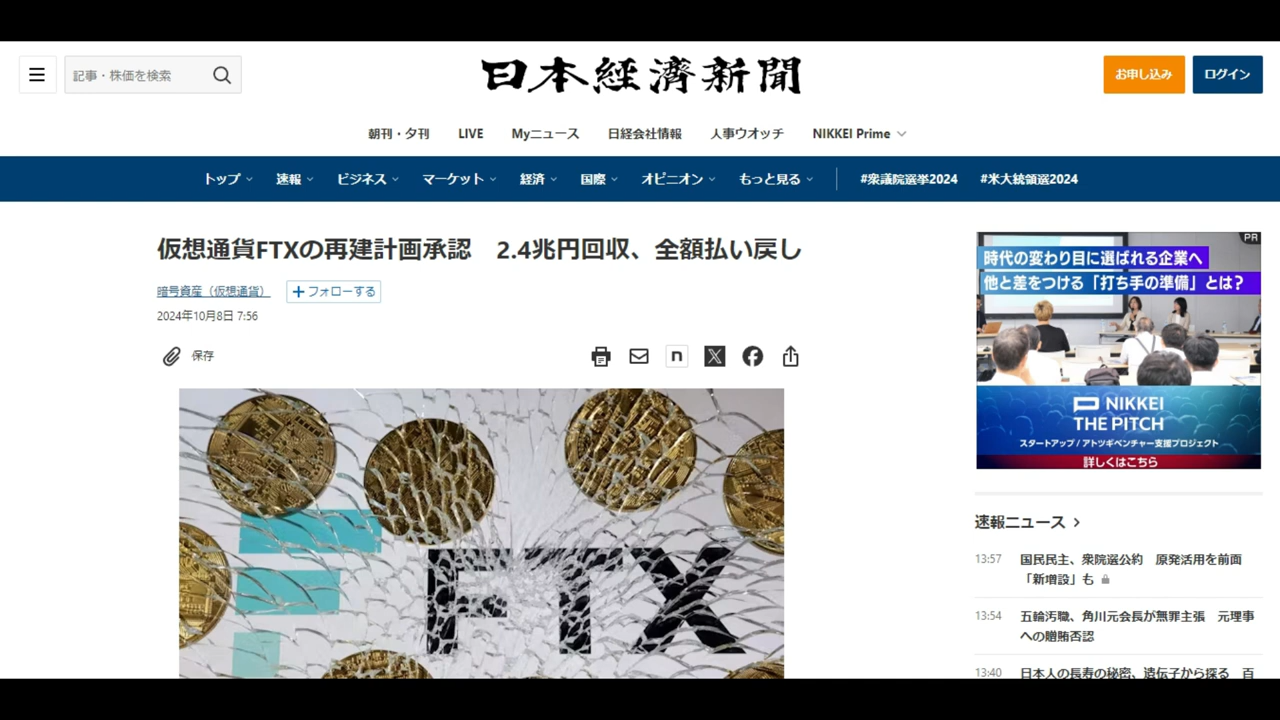 記事・株価を検索
日本經濟新聞
お申し込み
ログイン
朝刊・夕刊
LIVE
Myニュース
日経会社情報
人事ウオッチ
NIKKEI Prime
トップ
速報
ビジネス
マーケット
経済
国際
オピニオン
もっと見る
#衆議院選挙2024
#米大統領選2024
仮想通貨FTXの再建計画承認　2.4兆円回収、全額払い戻し
暗号資産（仮想通貨）
+フォローする
2024年10月8日 7:56
保存
n
X
FTX
PR
時代の変わり目に選ばれる企業へ
他と差をつける「打ち手の準備」とは？
NIKKEI
THE PITCH
スタートアップ / アトツギベンチャー支援プロジェクト
詳しくはこちら
速報ニュース
13:57
国民民主、衆院選公約　原発活用を前面
「新増設」も
13:54
五輪汚職、角川元会長が無罪主張　元理事
への贈賄否認
13:40
日本人の長寿の秘密、遺伝子から探る　百